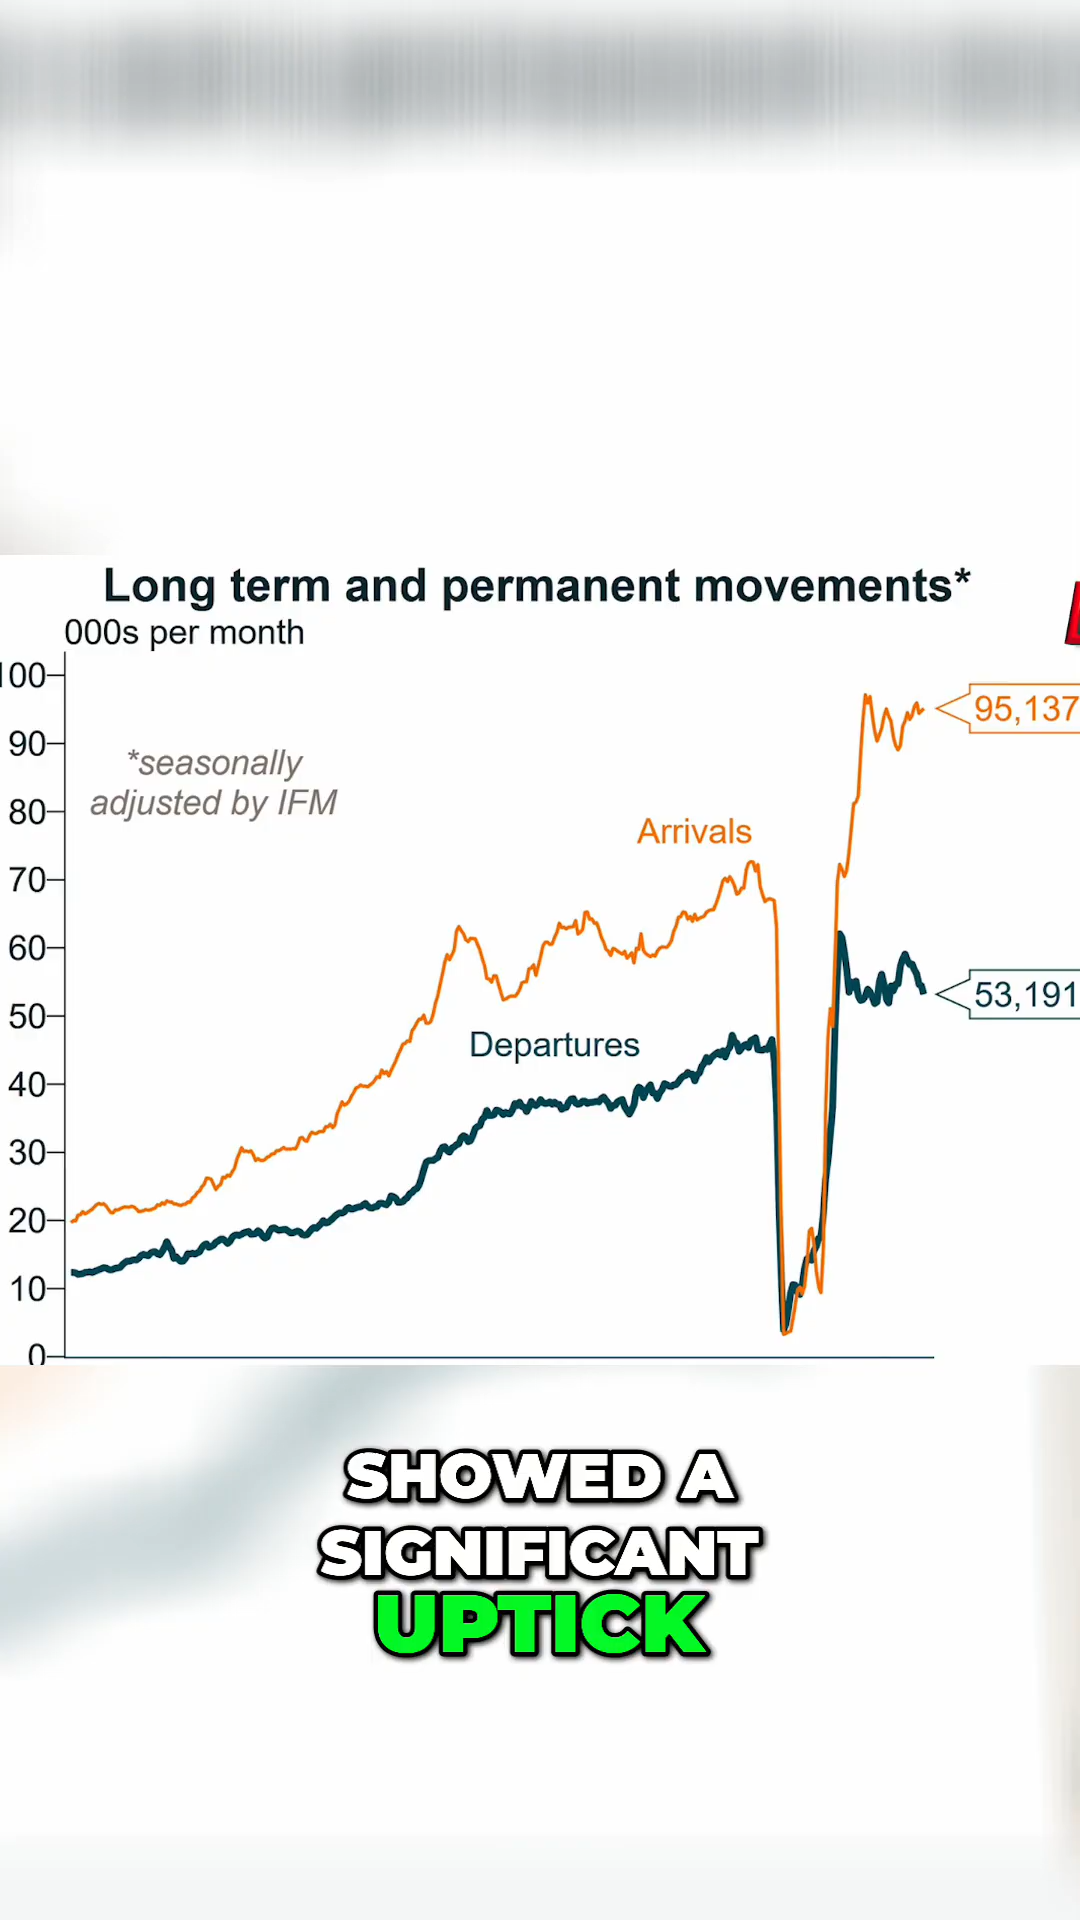 Long term and permanent movements*
000s per month
100
95,137
90
*seasonally
adjusted by IFM
80
Arrivals
70
60
53,191
50
Departures
40
30
20
10
0
SHOWED A
SIGNIFICANT
UPTICK